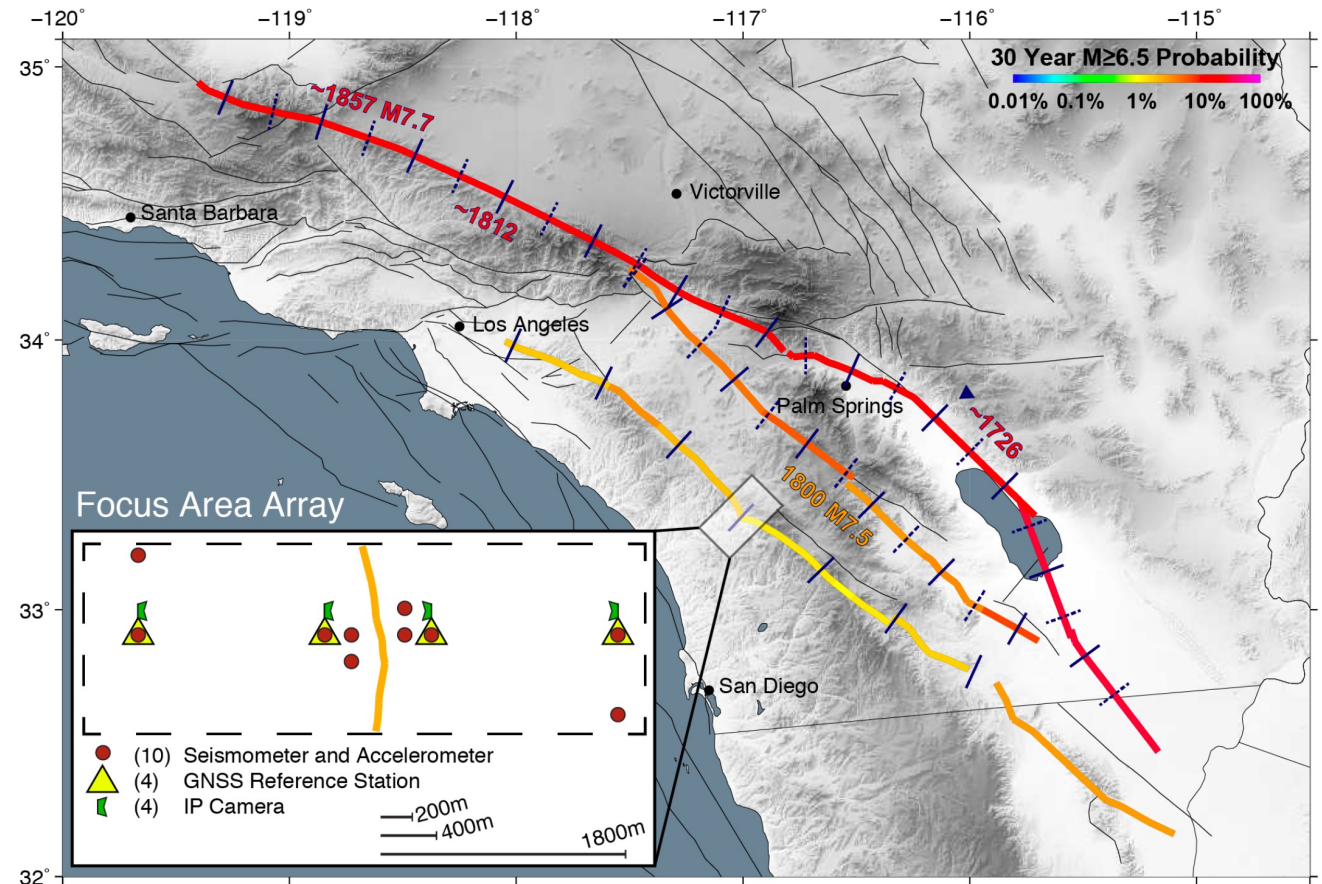 −120° −119° −118° −117° −116° −115°
35°
34°
33°
32°
30 Year M≥6.5 Probability
0.01% 0.1% 1% 10% 100%
~1857 M7.7
Victorville
Santa Barbara
~1812
Los Angeles
Palm Springs
~1726
1800 M7.5
San Diego
Focus Area Array
(10) Seismometer and Accelerometer
(4) GNSS Reference Station
(4) IP Camera
200m
400m
1800m